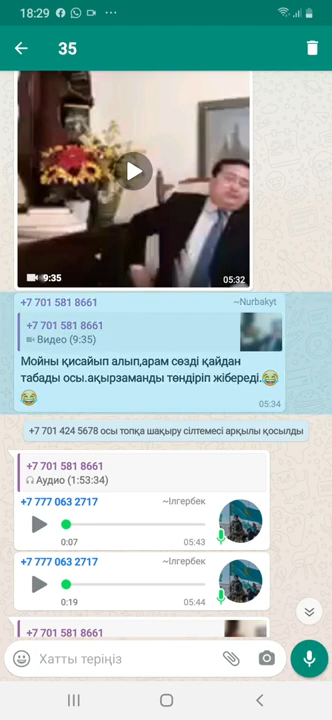 18:29
35
9:35
05:32
+7 701 581 8661
~Nurbakyt
+7 701 581 8661
Видео (9:35)
Мойны қисайып алып,арам сөзді қайдан
табады осы.ақырзаманды төндіріп жібереді.😂
😂
05:34
+7 701 424 5678 осы топқа шақыру сілтемесі арқылы қосылды
+7 701 581 8661
Аудио (1:53:34)
+7 777 063 2717
~Ілгербек
0:07
05:43
+7 777 063 2717
~Ілгербек
0:19
05:44
+7 701 581 8661
Хатты теріңіз